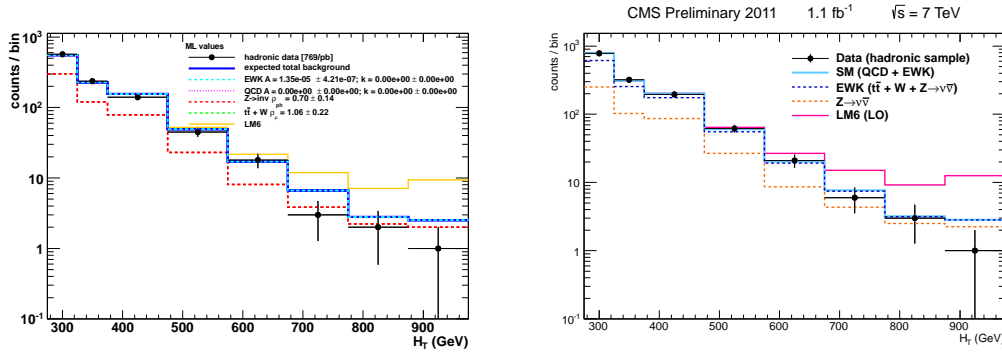 counts / bin
10³
10²
10
1
10⁻¹
ML values
hadronic data [769/pb]
expected total background
EWK A = 1.35e-05 ± 4.21e-07; k = 0.00e+00 ± 0.00e+00
QCD A = 0.00e+00 ± 0.00e+00; k = 0.00e+00 ± 0.00e+00
Z->inv ρ_ph = 0.70 ± 0.14
tt̄ + W ρ_μ = 1.06 ± 0.22
LM6
300 400 500 600 700 800 900
H_T (GeV)
CMS Preliminary 2011 1.1 fb⁻¹ √s = 7 TeV
counts / bin
10³
10²
10
1
10⁻¹
Data (hadronic sample)
SM (QCD + EWK)
EWK (tt̄ + W + Z→νν̄)
Z→νν̄
LM6 (LO)
300 400 500 600 700 800 900
H_T (GeV)